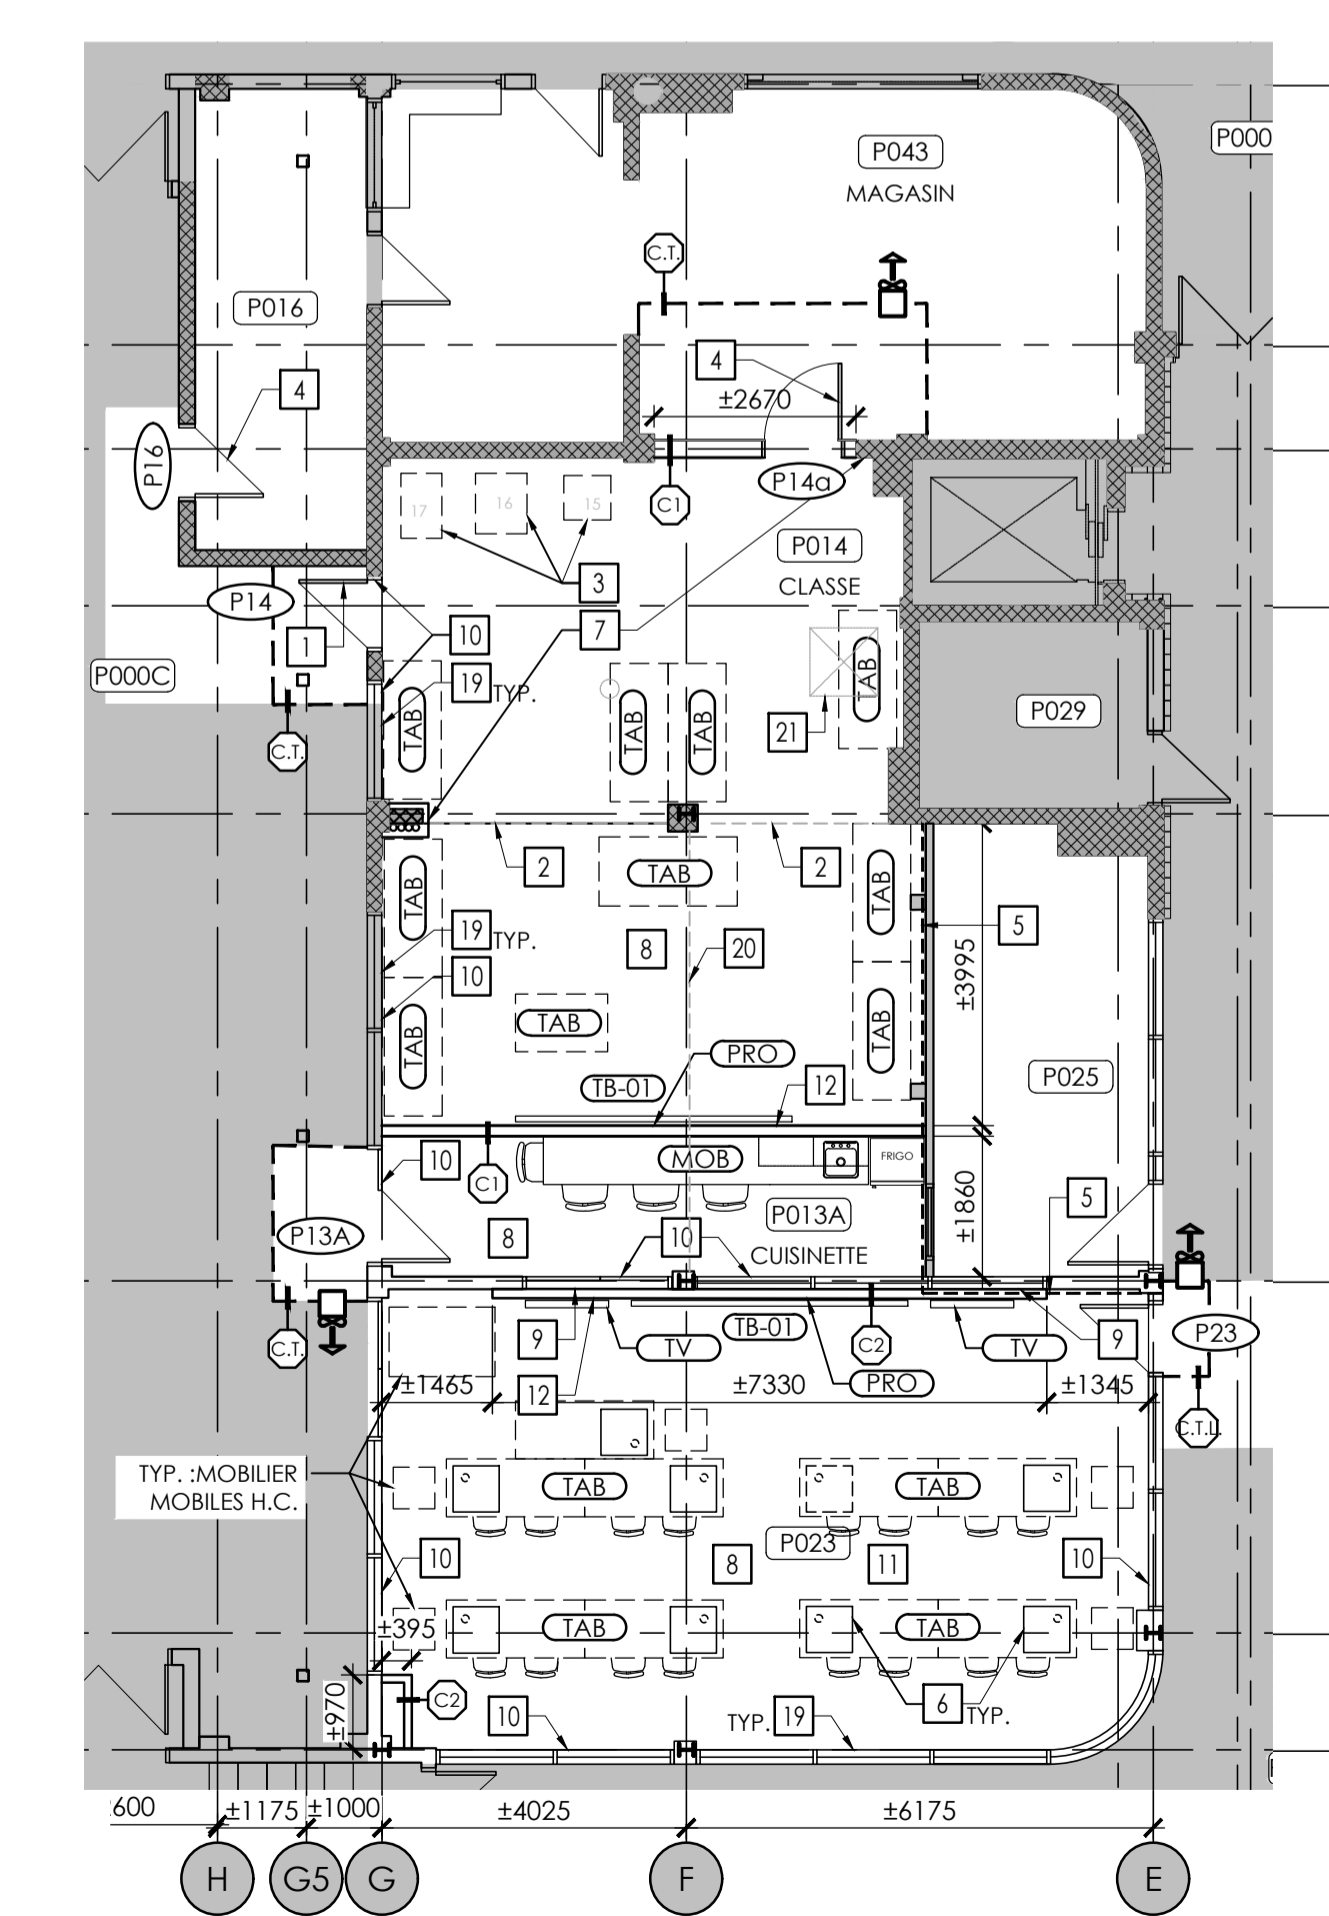 P043
MAGASIN
P000
C.T.
P016
4
4
±2670
P16
17
16
15
C1
P14a
P014
CLASSE
3
P14
7
1
10
P000C
19
TYP.
TAB
TAB
TAB
TAB
21
P029
C.T.
2
2
TAB
TAB
TAB
5
19
TYP.
8
20
±3995
10
TAB
TAB
TAB
PRO
TB-01
12
P025
10
C1
MOB
FRIGO
5
P13A
8
10
P013A
CUISINETTE
±1860
C.T.
9
TV
TB-01
C2
TV
9
P23
±1465
12
±7330
PRO
±1345
C.T.L.
TYP. :MOBILIER
MOBILES H.C.
TAB
TAB
P023
10
8
11
10
±395
TAB
TAB
±970
C2
10
TYP.
19
6
TYP.
600
±1175
±1000
±4025
±6175
H
G5
G
F
E